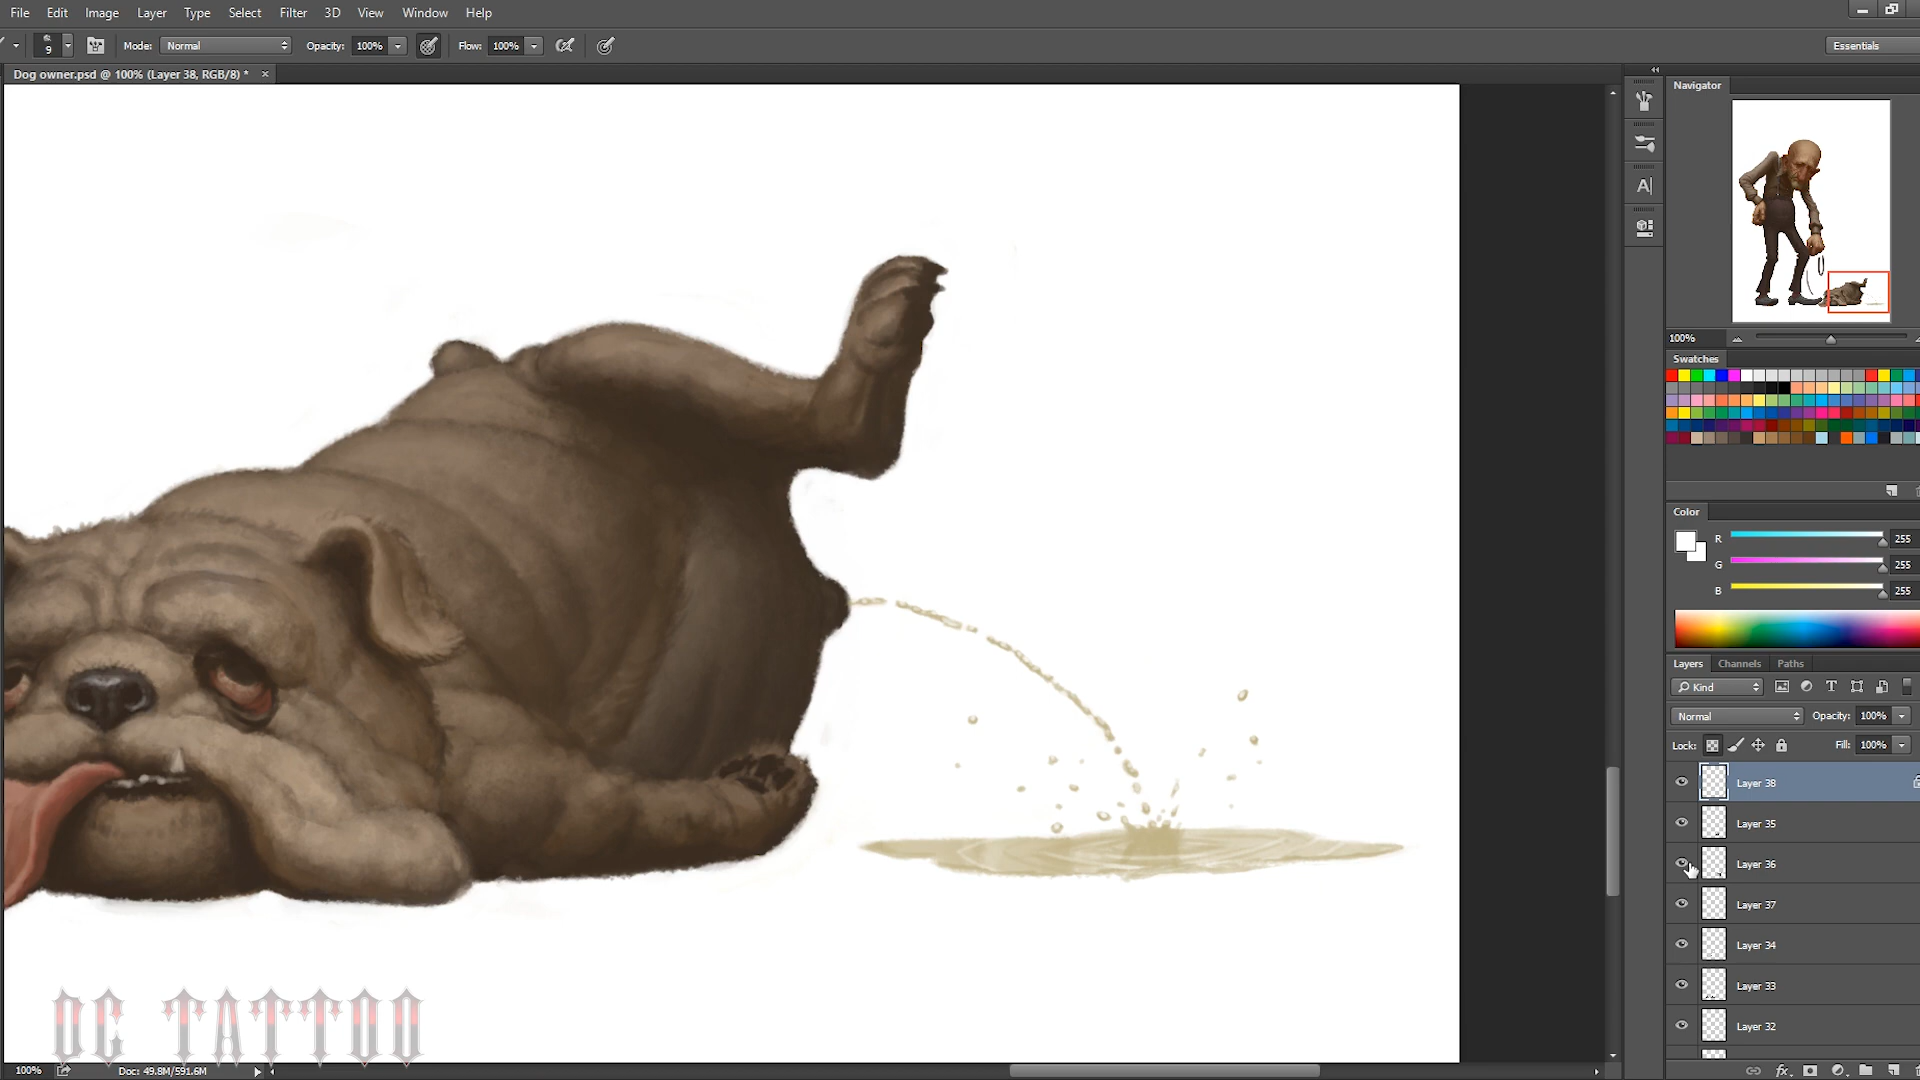 File Edit Image Layer Type Select Filter 3D View Window Help
9 Mode: Normal Opacity: 100% Flow: 100% Essentials
Dog owner.psd @ 100% (Layer 38, RGB/8) * ×
Navigator
100%
Swatches
Color
R 255
G 255
B 255
Layers Channels Paths
Kind
Normal Opacity: 100%
Lock: Fill: 100%
Layer 38
Layer 35
Layer 36
Layer 37
Layer 34
Layer 33
Layer 32
fx
DC TATTOO
100% Doc: 49.8M/591.6M